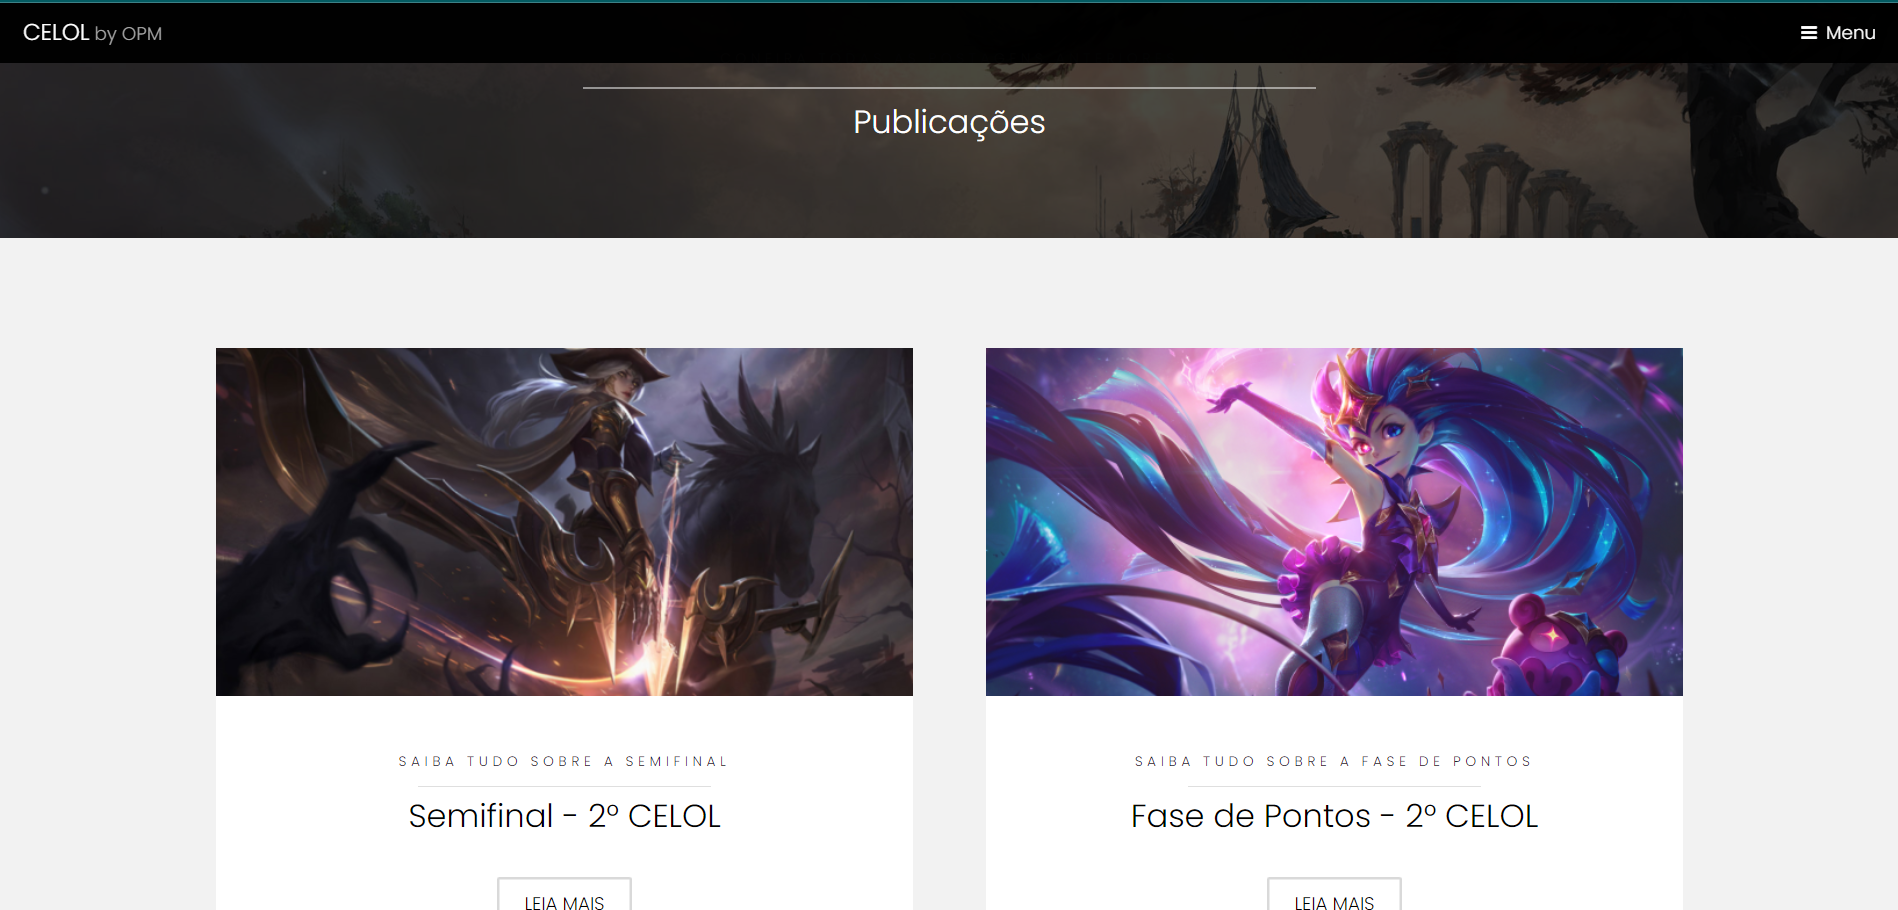 CELOL by OPM
Menu
Publicações
SAIBA TUDO SOBRE A SEMIFINAL
Semifinal - 2º CELOL
LEIA MAIS
SAIBA TUDO SOBRE A FASE DE PONTOS
Fase de Pontos - 2º CELOL
LEIA MAIS